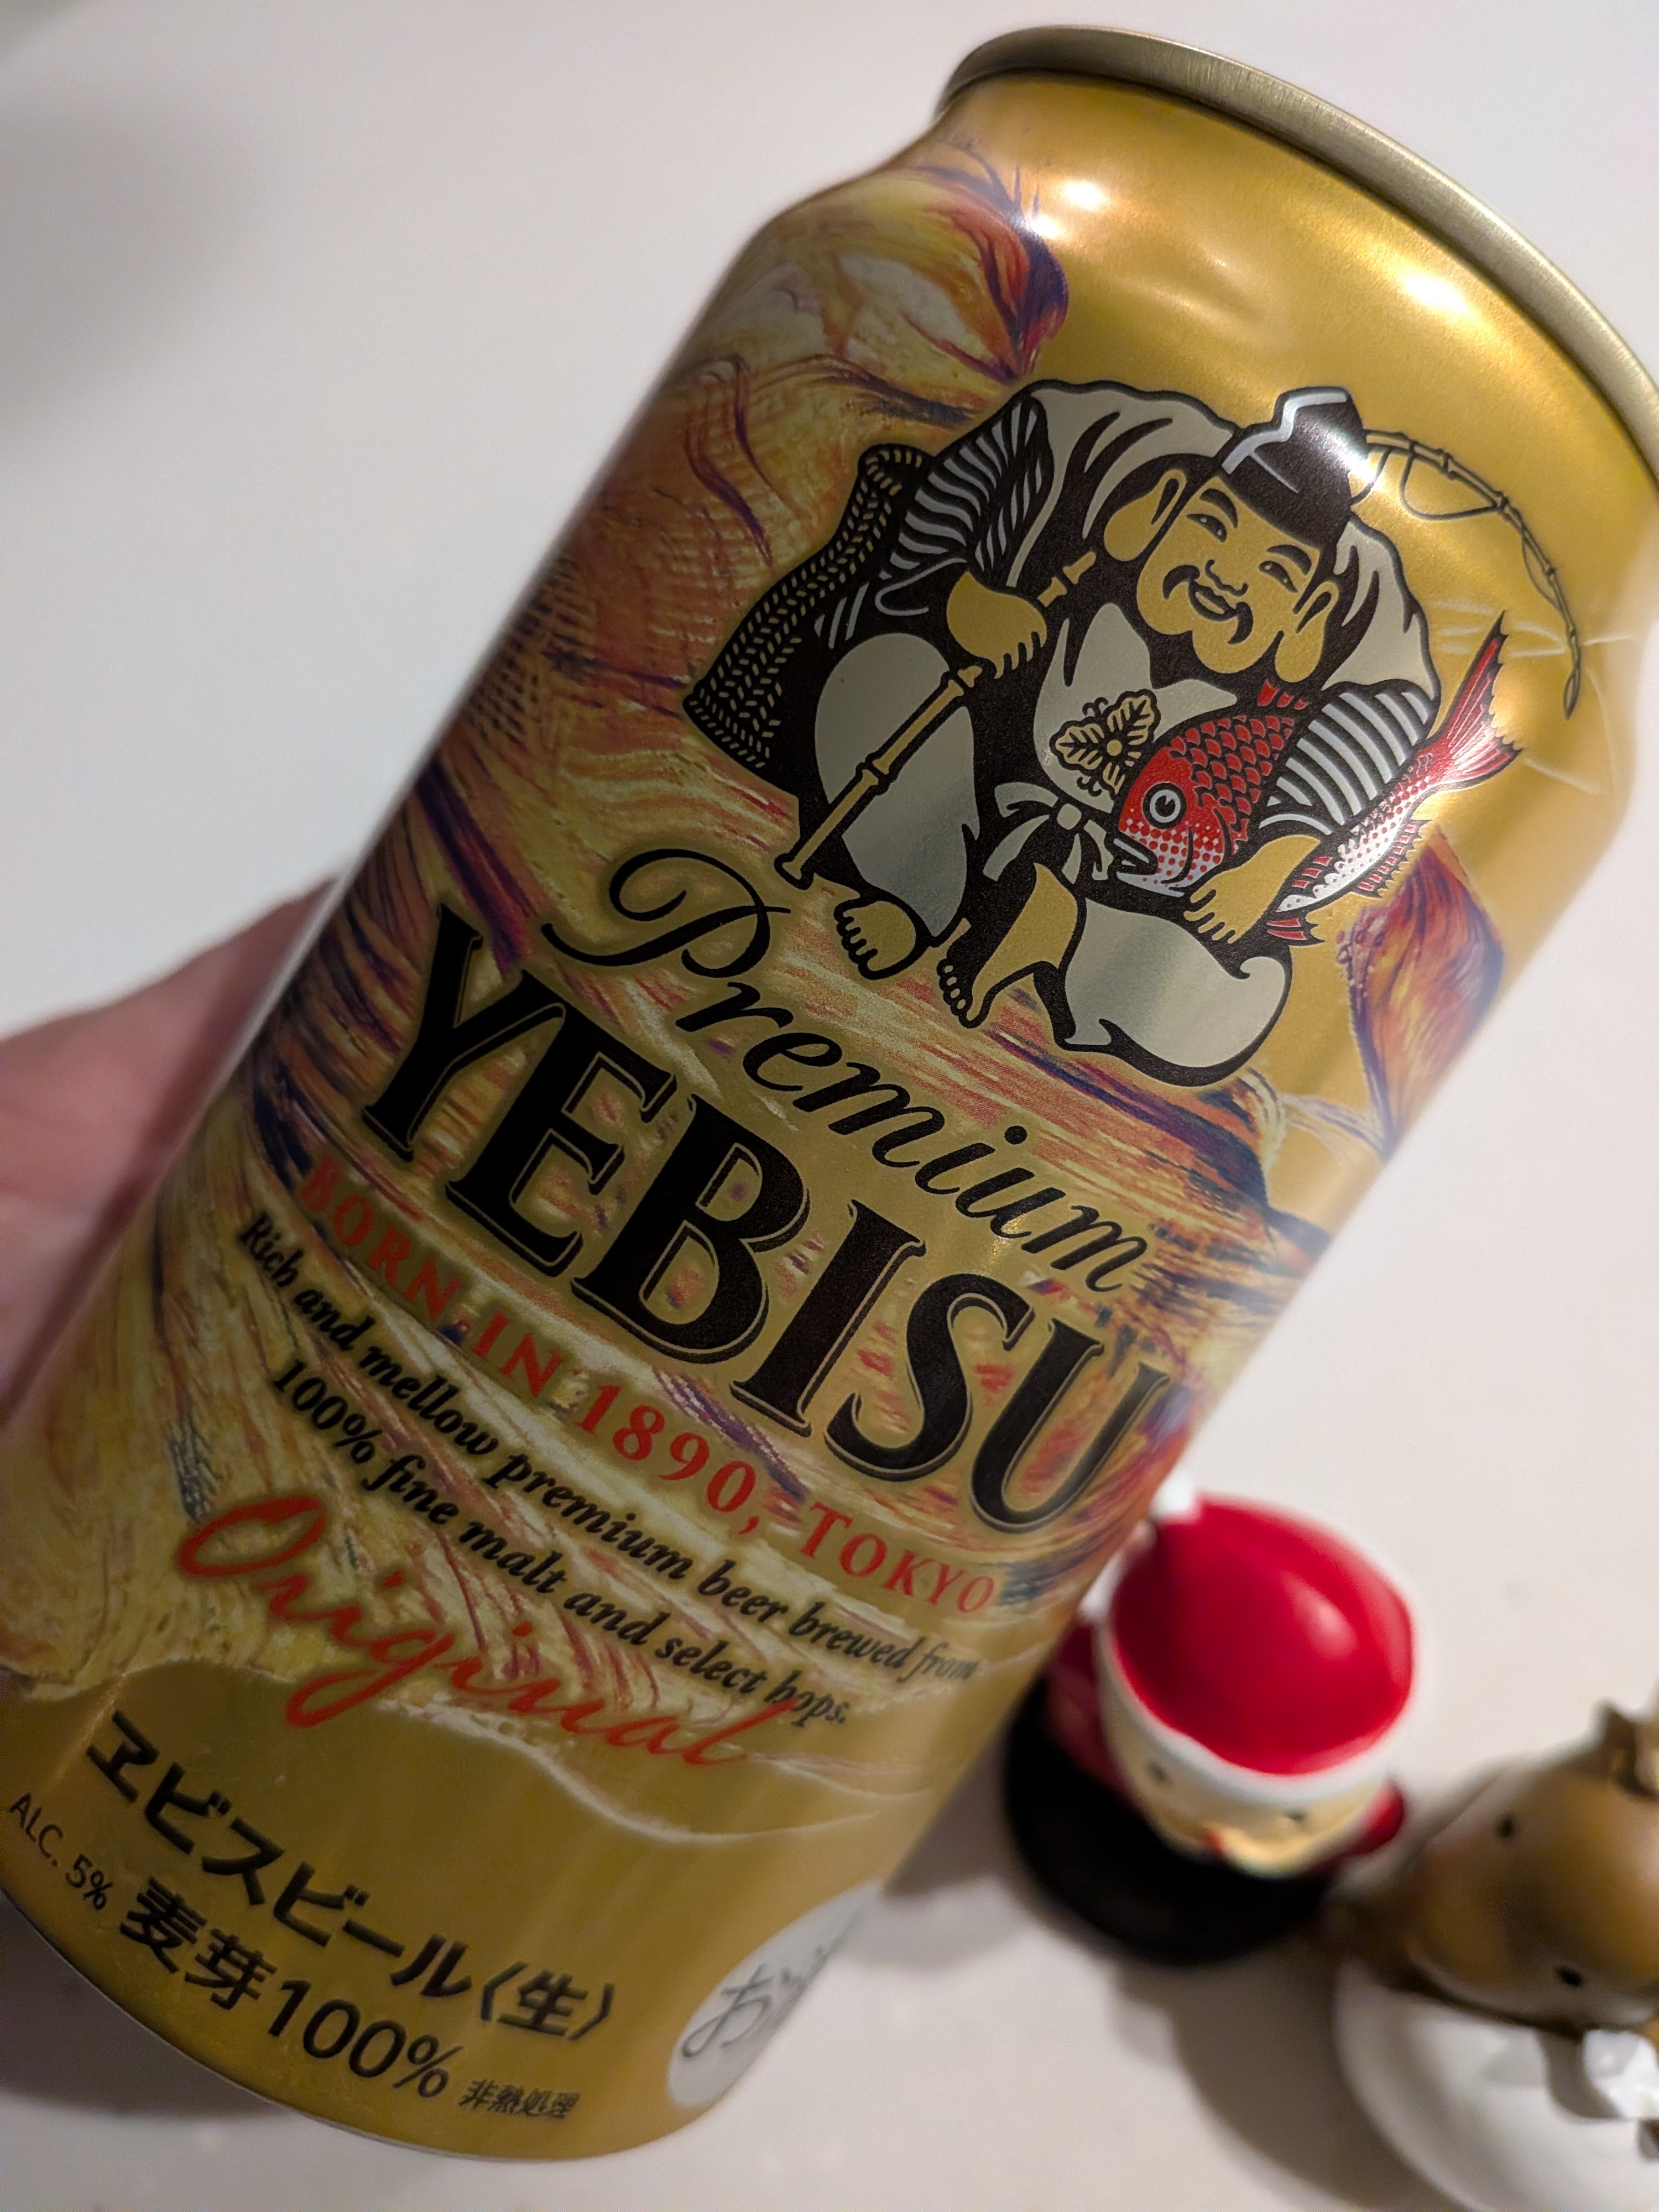 Premium
YEBISU
BORN IN 1890, TOKYO
Rich and mellow premium beer brewed from
100% fine malt and select hops.
Original
ヱビスビール〈生〉
ALC. 5% 麦芽100% 非熱処理
お